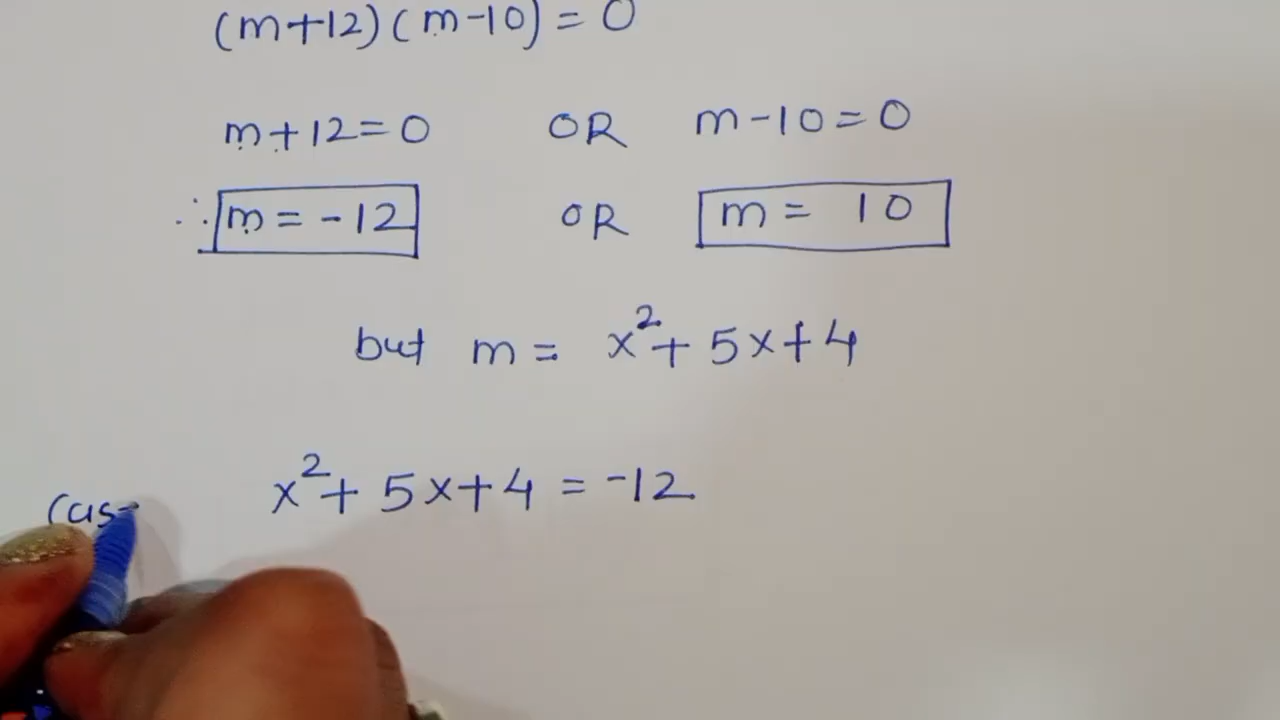 (m+12)(m-10) = 0
m+12=0 OR m-10=0
∴ m = -12 OR m = 10
but m = x²+ 5x+4
x²+ 5x+4 = -12
Cas